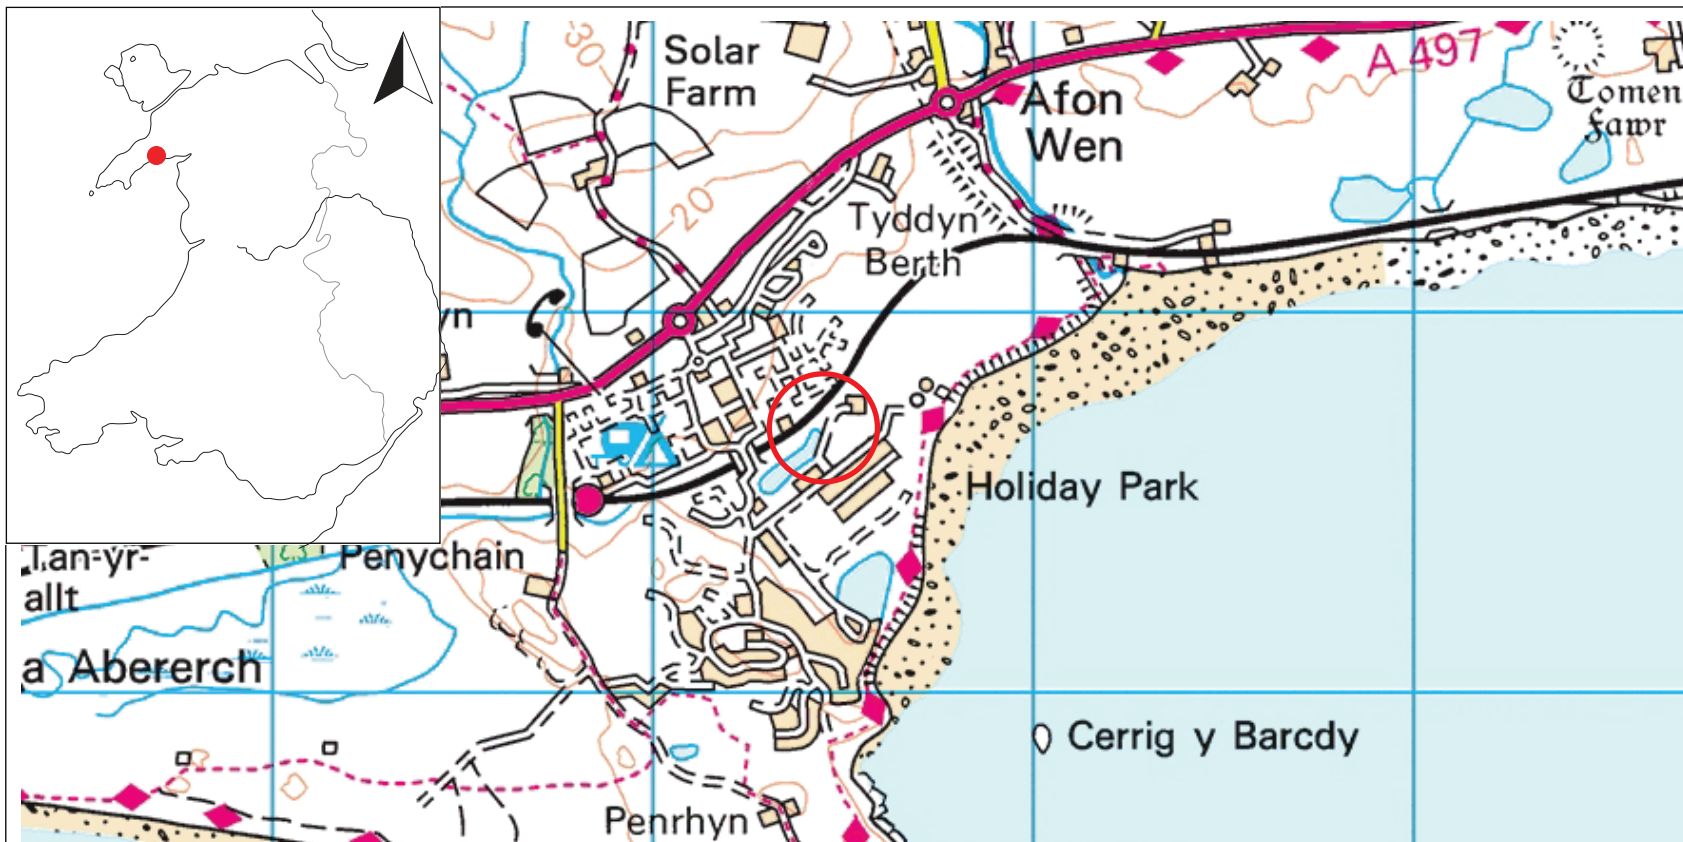 30
Solar
Farm
A 497
Tomen
fawr
Afon
Wen
20
Tyddyn
Berth
yn
Holiday Park
Tan-yr-
allt
Penychain
a Abererch
Cerrig y Barcdy
Penrhyn